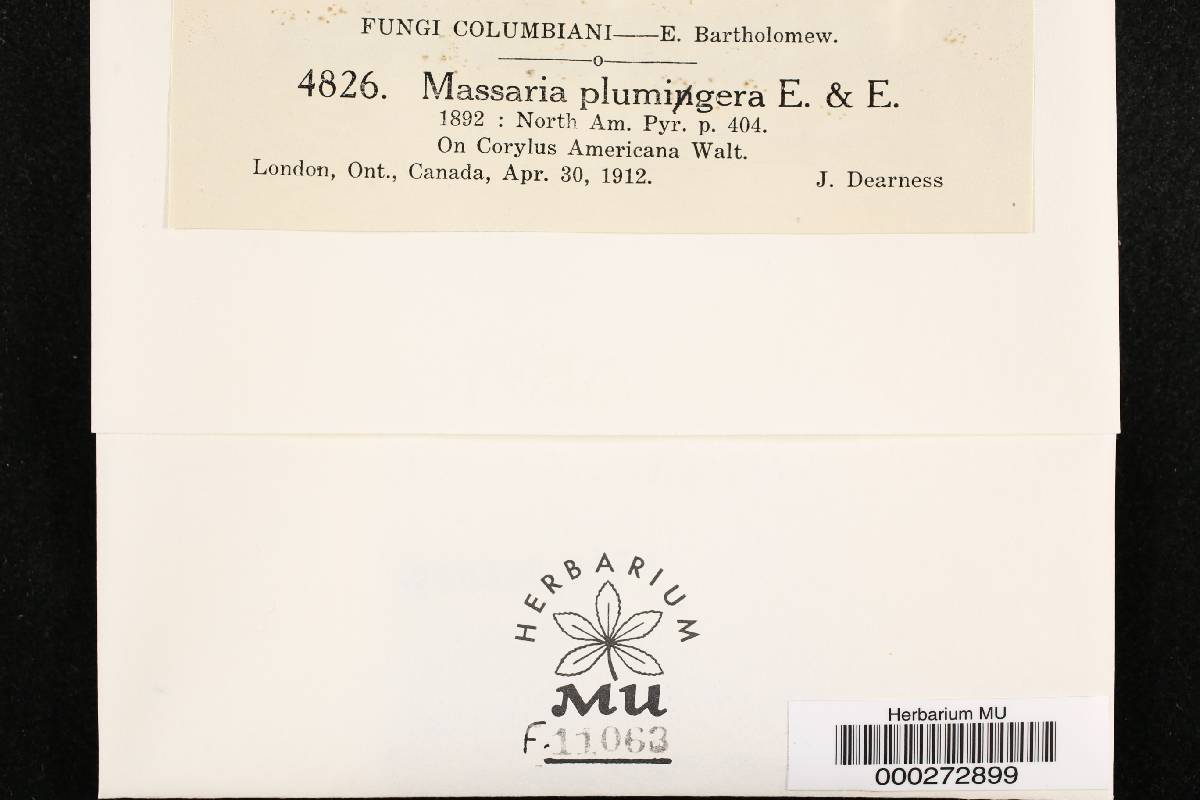 FUNGI COLUMBIANI——E. Bartholomew.
o
4826. Massaria plumingera E. & E.
1892 : North Am. Pyr. p. 404.
On Corylus Americana Walt.
London, Ont., Canada, Apr. 30, 1912. J. Dearness
HERBARIUM
MU
F. 11063
Herbarium MU
000272899